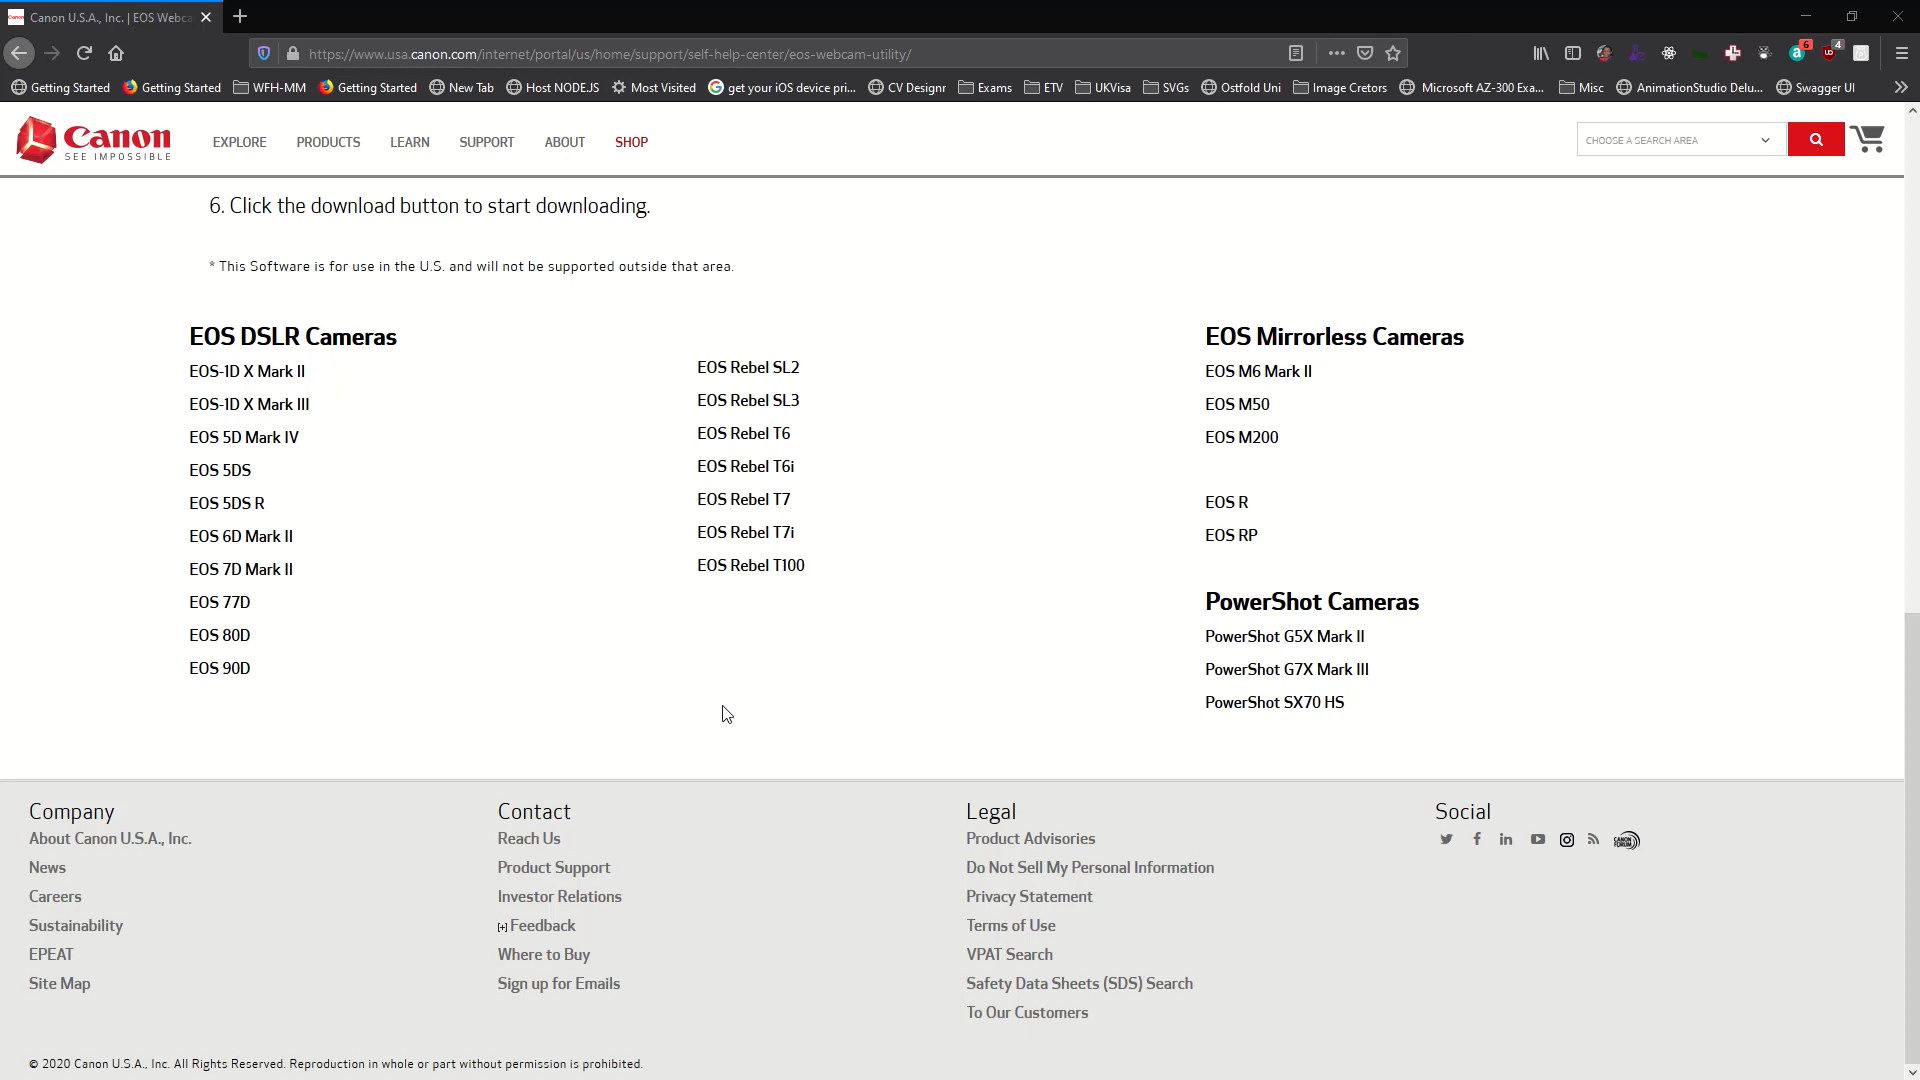 Canon U.S.A., Inc. | EOS Webca
https://www.usa.canon.com/internet/portal/us/home/support/self-help-center/eos-webcam-utility/
6
4
Getting Started
Getting Started
WFH-MM
Getting Started
New Tab
Host NODEJS
Most Visited
get your iOS device pri...
CV Designr
Exams
ETV
UKVisa
SVGs
Ostfold Uni
Image Cretors
Microsoft AZ-300 Exa...
Misc
AnimationStudio Delu...
Swagger UI
Canon
SEE IMPOSSIBLE
EXPLORE
PRODUCTS
LEARN
SUPPORT
ABOUT
SHOP
CHOOSE A SEARCH AREA
6. Click the download button to start downloading.
* This Software is for use in the U.S. and will not be supported outside that area.
EOS DSLR Cameras
EOS-1D X Mark II
EOS-1D X Mark III
EOS 5D Mark IV
EOS 5DS
EOS 5DS R
EOS 6D Mark II
EOS 7D Mark II
EOS 77D
EOS 80D
EOS 90D
EOS Rebel SL2
EOS Rebel SL3
EOS Rebel T6
EOS Rebel T6i
EOS Rebel T7
EOS Rebel T7i
EOS Rebel T100
EOS Mirrorless Cameras
EOS M6 Mark II
EOS M50
EOS M200
EOS R
EOS RP
PowerShot Cameras
PowerShot G5X Mark II
PowerShot G7X Mark III
PowerShot SX70 HS
Company
About Canon U.S.A., Inc.
News
Careers
Sustainability
EPEAT
Site Map
Contact
Reach Us
Product Support
Investor Relations
[+] Feedback
Where to Buy
Sign up for Emails
Legal
Product Advisories
Do Not Sell My Personal Information
Privacy Statement
Terms of Use
VPAT Search
Safety Data Sheets (SDS) Search
To Our Customers
Social
CANON
FORUM
© 2020 Canon U.S.A., Inc. All Rights Reserved. Reproduction in whole or part without permission is prohibited.